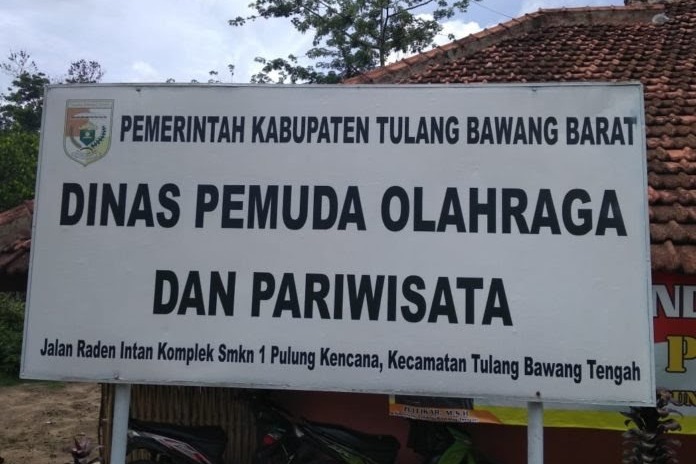 PEMERINTAH KABUPATEN TULANG BAWANG BARAT
DINAS PEMUDA OLAHRAGA
DAN PARIWISATA
Jalan Raden Intan Komplek Smkn 1 Pulung Kencana, Kecamatan Tulang Bawang Tengah